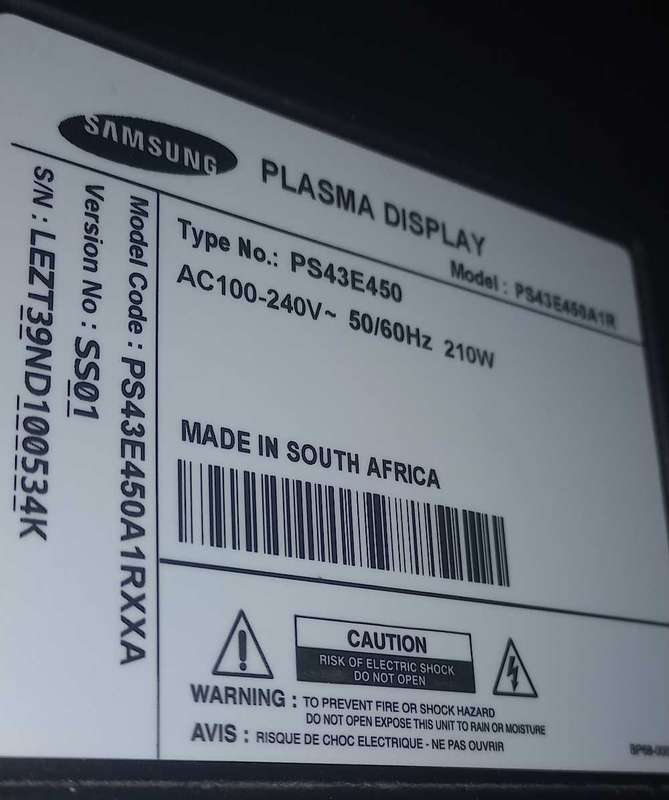 SAMSUNG
PLASMA DISPLAY
Model : PS43E450A1R
Type No.: PS43E450
AC100-240V~ 50/60Hz 210W
MADE IN SOUTH AFRICA
Model Code : PS43E450A1RXXA
Version No : SS01
S/N : LEZT39ND100534K
CAUTION
RISK OF ELECTRIC SHOCK
DO NOT OPEN
WARNING : TO PREVENT FIRE OR SHOCK HAZARD
DO NOT OPEN EXPOSE THIS UNIT TO RAIN OR MOISTURE
AVIS : RISQUE DE CHOC ELECTRIQUE - NE PAS OUVRIR